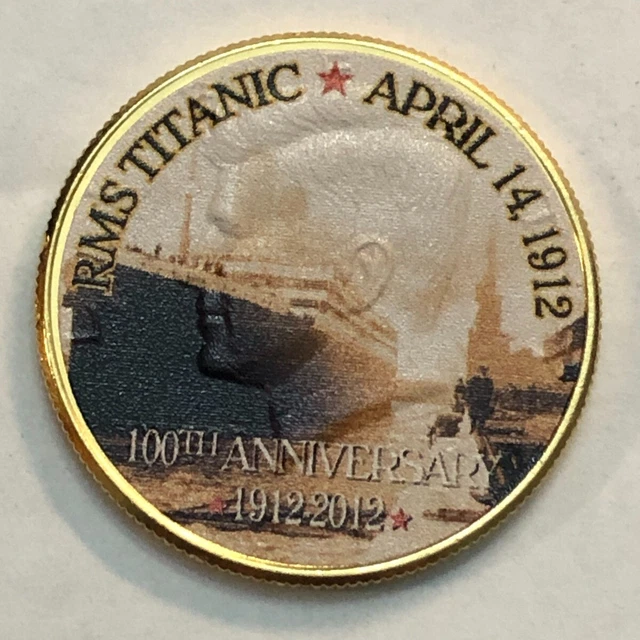 RMS TITANIC ★ APRIL 14, 1912
100TH ANNIVERSARY
★ 1912-2012 ★